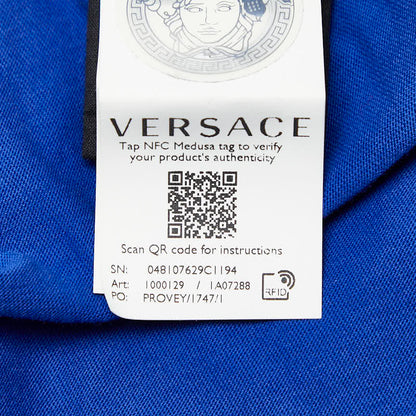 VERSACE
Tap NFC Medusa tag to verify
your product's authenticity
Scan QR code for instructions
SN: 048107629C1194
Art: 1000129 / 1A07288
PO: PROVEY/1747/1
RFID